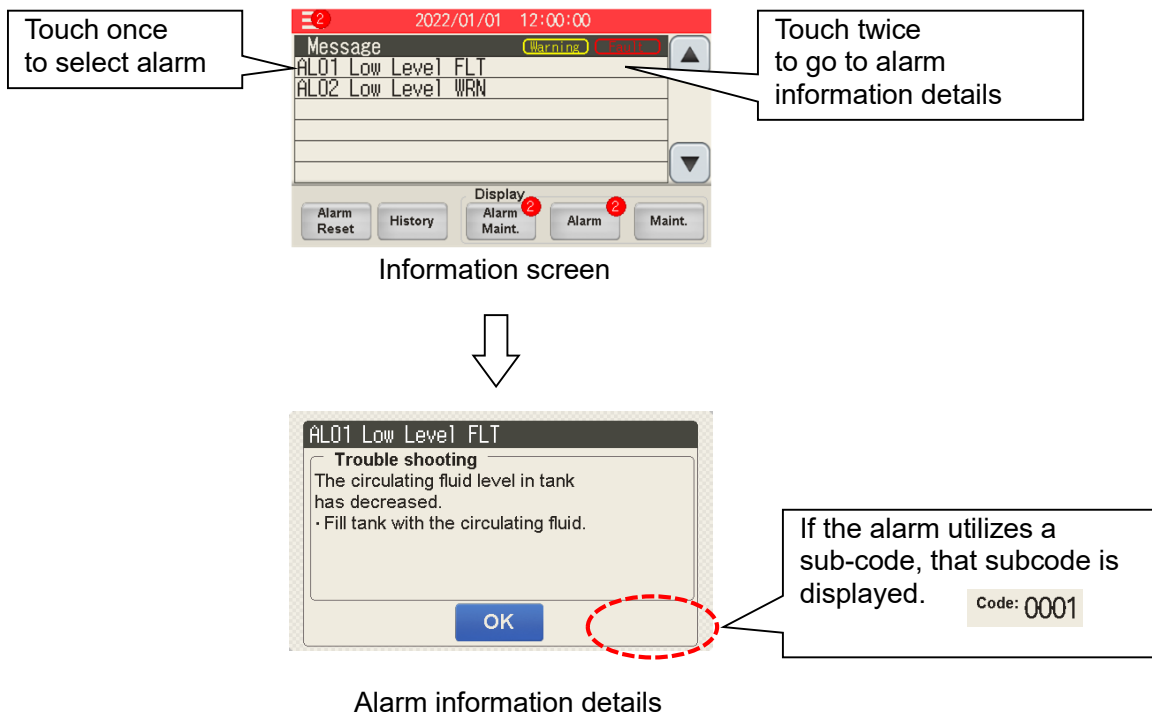 Touch once
to select alarm
2
2022/01/01 12:00:00
Message
Warning
AL01 Low Level FLT
AL02 Low Level WRN
Touch twice
to go to alarm
information details
Display
Alarm
Reset
History
Alarm
Maint.
2
Alarm
2
Maint.
Information screen
AL01 Low Level FLT
Trouble shooting
The circulating fluid level in tank
has decreased.
・Fill tank with the circulating fluid.
OK
If the alarm utilizes a
sub-code, that subcode is
displayed.
Code: 0001
Alarm information details